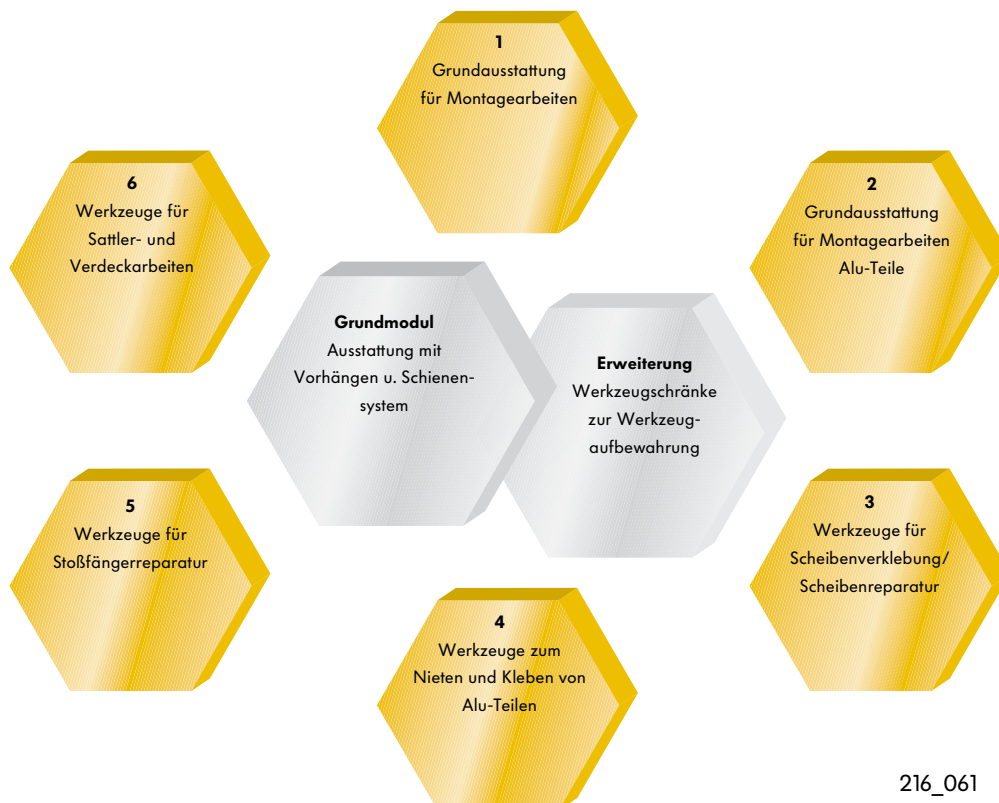 1
Grundausstattung
für Montagearbeiten
2
Grundausstattung
für Montagearbeiten
Alu-Teile
3
Werkzeuge für
Scheibenverklebung/
Scheibenreparatur
4
Werkzeuge zum
Nieten und Kleben von
Alu-Teilen
5
Werkzeuge für
Stoßfängerreparatur
6
Werkzeuge für
Sattler- und
Verdeckarbeiten
Grundmodul
Ausstattung mit
Vorhängen u. Schienen-
system
Erweiterung
Werkzeugschränke
zur Werkzeug-
aufbewahrung
216_061